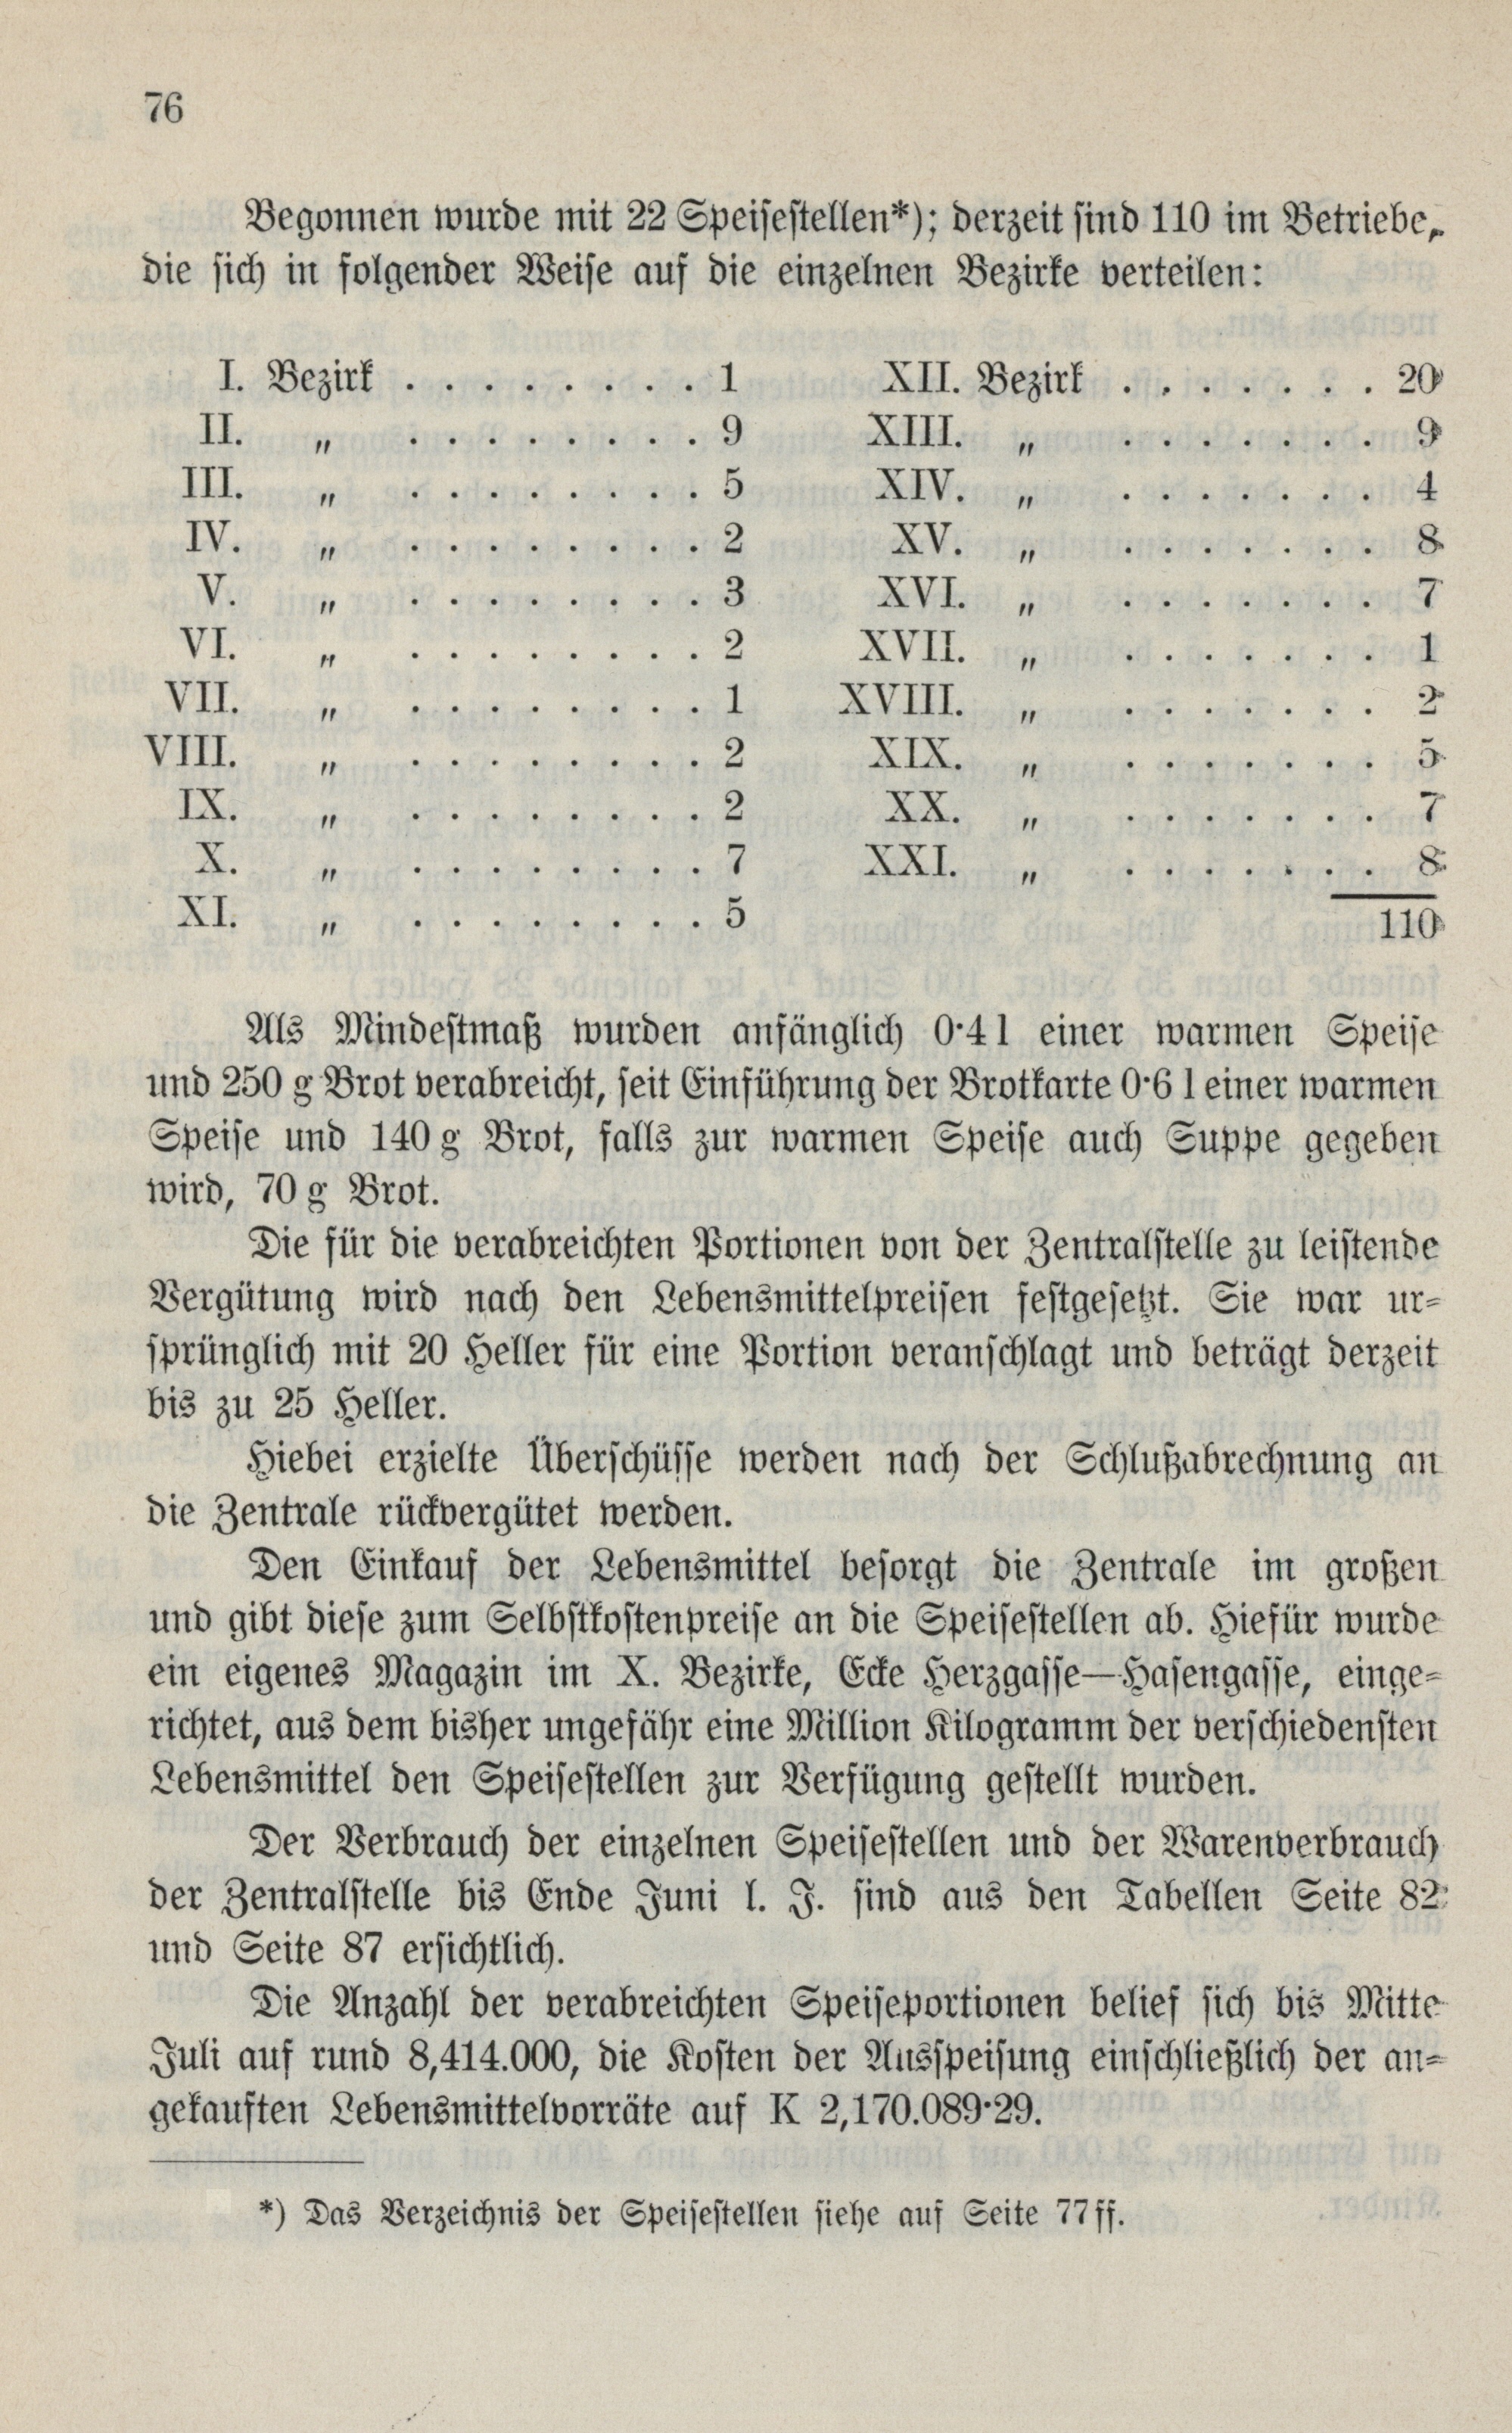 76
Begonnen wurde mit 22 Speisestellen*); derzeit sind 110 im Betriebe,
die sich in folgender Weise auf die einzelnen Bezirke verteilen:
I. Bezirk . . . . . . . . 1
II. „ . . . . . . . . 9
III. „ . . . . . . . . 5
IV. „ . . . . . . . . 2
V. „ . . . . . . . . 3
VI. „ . . . . . . . . 2
VII. „ . . . . . . . . 1
VIII. „ . . . . . . . . 2
IX. „ . . . . . . . . 2
X. „ . . . . . . . . 7
XI. „ . . . . . . . . 5
XII. Bezirk . . . . . . . 20
XIII. „ . . . . . . . 9
XIV. „ . . . . . . . 4
XV. „ . . . . . . . 8
XVI. „ . . . . . . . 7
XVII. „ . . . . . . . 1
XVIII. „ . . . . . . . 2
XIX. „ . . . . . . . 5
XX. „ . . . . . . . 7
XXI. „ . . . . . . . 8
110
Als Mindestmaß wurden anfänglich 0·4 l einer warmen Speise
und 250 g Brot verabreicht, seit Einführung der Brotkarte 0·6 l einer warmen
Speise und 140 g Brot, falls zur warmen Speise auch Suppe gegeben
wird, 70 g Brot.
Die für die verabreichten Portionen von der Zentralstelle zu leistende
Vergütung wird nach den Lebensmittelpreisen festgesetzt. Sie war ur-
sprünglich mit 20 Heller für eine Portion veranschlagt und beträgt derzeit
bis zu 25 Heller.
Hiebei erzielte Überschüsse werden nach der Schlußabrechnung an
die Zentrale rückvergütet werden.
Den Einkauf der Lebensmittel besorgt die Zentrale im großen
und gibt diese zum Selbstkostenpreise an die Speisestellen ab. Hiefür wurde
ein eigenes Magazin im X. Bezirke, Ecke Herzgasse—Hasengasse, einge-
richtet, aus dem bisher ungefähr eine Million Kilogramm der verschiedensten
Lebensmittel den Speisestellen zur Verfügung gestellt wurden.
Der Verbrauch der einzelnen Speisestellen und der Warenverbrauch
der Zentralstelle bis Ende Juni l. J. sind aus den Tabellen Seite 82
und Seite 87 ersichtlich.
Die Anzahl der verabreichten Speiseportionen belief sich bis Mitte
Juli auf rund 8,414.000, die Kosten der Ausspeisung einschließlich der an-
gekauften Lebensmittelvorräte auf K 2,170.089·29.
*) Das Verzeichnis der Speisestellen siehe auf Seite 77 ff.